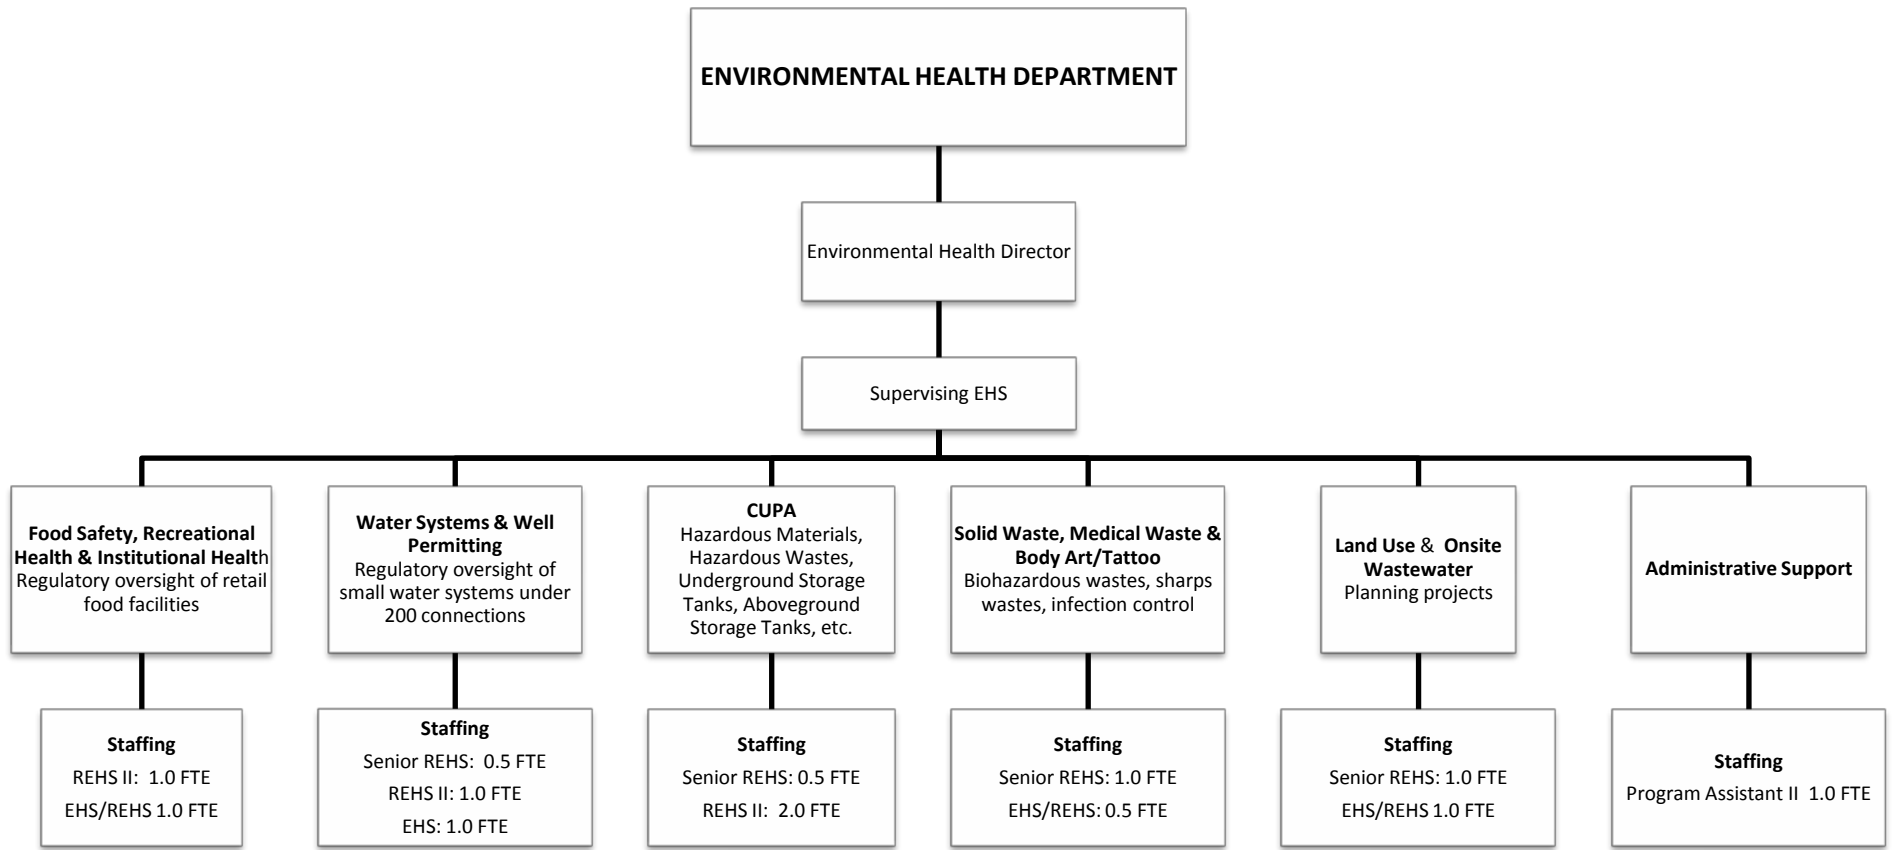 ENVIRONMENTAL HEALTH DEPARTMENT
Environmental Health Director
Supervising EHS
Food Safety, Recreational
Health & Institutional Health
Regulatory oversight of retail
food facilities
Water Systems & Well
Permitting
Regulatory oversight of
small water systems under
200 connections
CUPA
Hazardous Materials,
Hazardous Wastes,
Underground Storage
Tanks, Aboveground
Storage Tanks, etc.
Solid Waste, Medical Waste &
Body Art/Tattoo
Biohazardous wastes, sharps
wastes, infection control
Land Use & Onsite
Wastewater
Planning projects
Administrative Support
Staffing
REHS II: 1.0 FTE
EHS/REHS 1.0 FTE
Staffing
Senior REHS: 0.5 FTE
REHS II: 1.0 FTE
EHS: 1.0 FTE
Staffing
Senior REHS: 0.5 FTE
REHS II: 2.0 FTE
Staffing
Senior REHS: 1.0 FTE
EHS/REHS: 0.5 FTE
Staffing
Senior REHS: 1.0 FTE
EHS/REHS 1.0 FTE
Staffing
Program Assistant II 1.0 FTE